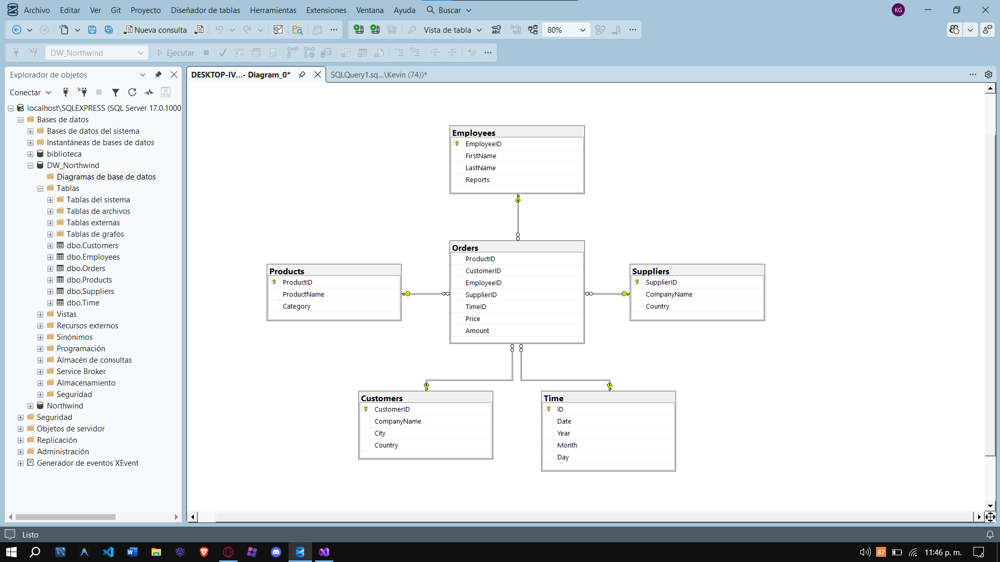 Archivo Editar Ver Git Proyecto Diseñador de tablas Herramientas Extensiones Ventana Ayuda Buscar KG
Nueva consulta Vista de tabla 80%
DW_Northwind Ejecutar
Explorador de objetos
Conectar
localhost\SQLEXPRESS (SQL Server 17.0.1000
Bases de datos
Bases de datos del sistema
Instantáneas de bases de datos
biblioteca
DW_Northwind
Diagramas de base de datos
Tablas
Tablas del sistema
Tablas de archivos
Tablas externas
Tablas de grafos
dbo.Customers
dbo.Employees
dbo.Orders
dbo.Products
dbo.Suppliers
dbo.Time
Vistas
Recursos externos
Sinónimos
Programación
Almacén de consultas
Service Broker
Almacenamiento
Seguridad
Northwind
Seguridad
Objetos de servidor
Replicación
Administración
Generador de eventos XEvent
DESKTOP-IV...- Diagram_0*
SQLQuery1.sq...\Kevin (74))*
Employees
EmployeeID
FirstName
LastName
Reports
Orders
ProductID
CustomerID
EmployeeID
SupplierID
TimeID
Price
Amount
Products
ProductID
ProductName
Category
Suppliers
SupplierID
CompanyName
Country
Customers
CustomerID
CompanyName
City
Country
Time
ID
Date
Year
Month
Day
Listo
87 11:46 p. m.